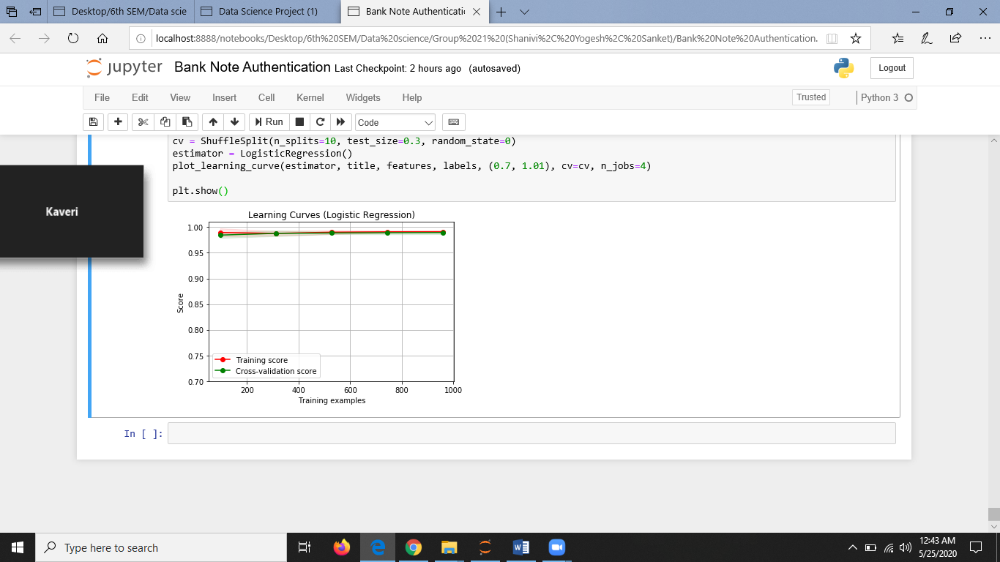 Desktop/6th SEM/Data scie
Data Science Project (1)
Bank Note Authenticati
localhost:8888/notebooks/Desktop/6th%20SEM/Data%20science/Group%2021%20(Shanivi%2C%20Yogesh%2C%20Sanket)/Bank%20Note%20Authentication.
jupyter Bank Note Authentication Last Checkpoint: 2 hours ago (autosaved)
Logout
File Edit View Insert Cell Kernel Widgets Help
Trusted
Python 3
Run
Code
cv = ShuffleSplit(n_splits=10, test_size=0.3, random_state=0)
estimator = LogisticRegression()
plot_learning_curve(estimator, title, features, labels, (0.7, 1.01), cv=cv, n_jobs=4)
plt.show()
Kaveri
Learning Curves (Logistic Regression)
1.00
0.95
0.90
0.85
0.80
0.75
0.70
Score
Training score
Cross-validation score
200 400 600 800 1000
Training examples
In [ ]:
Type here to search
12:43 AM
5/25/2020